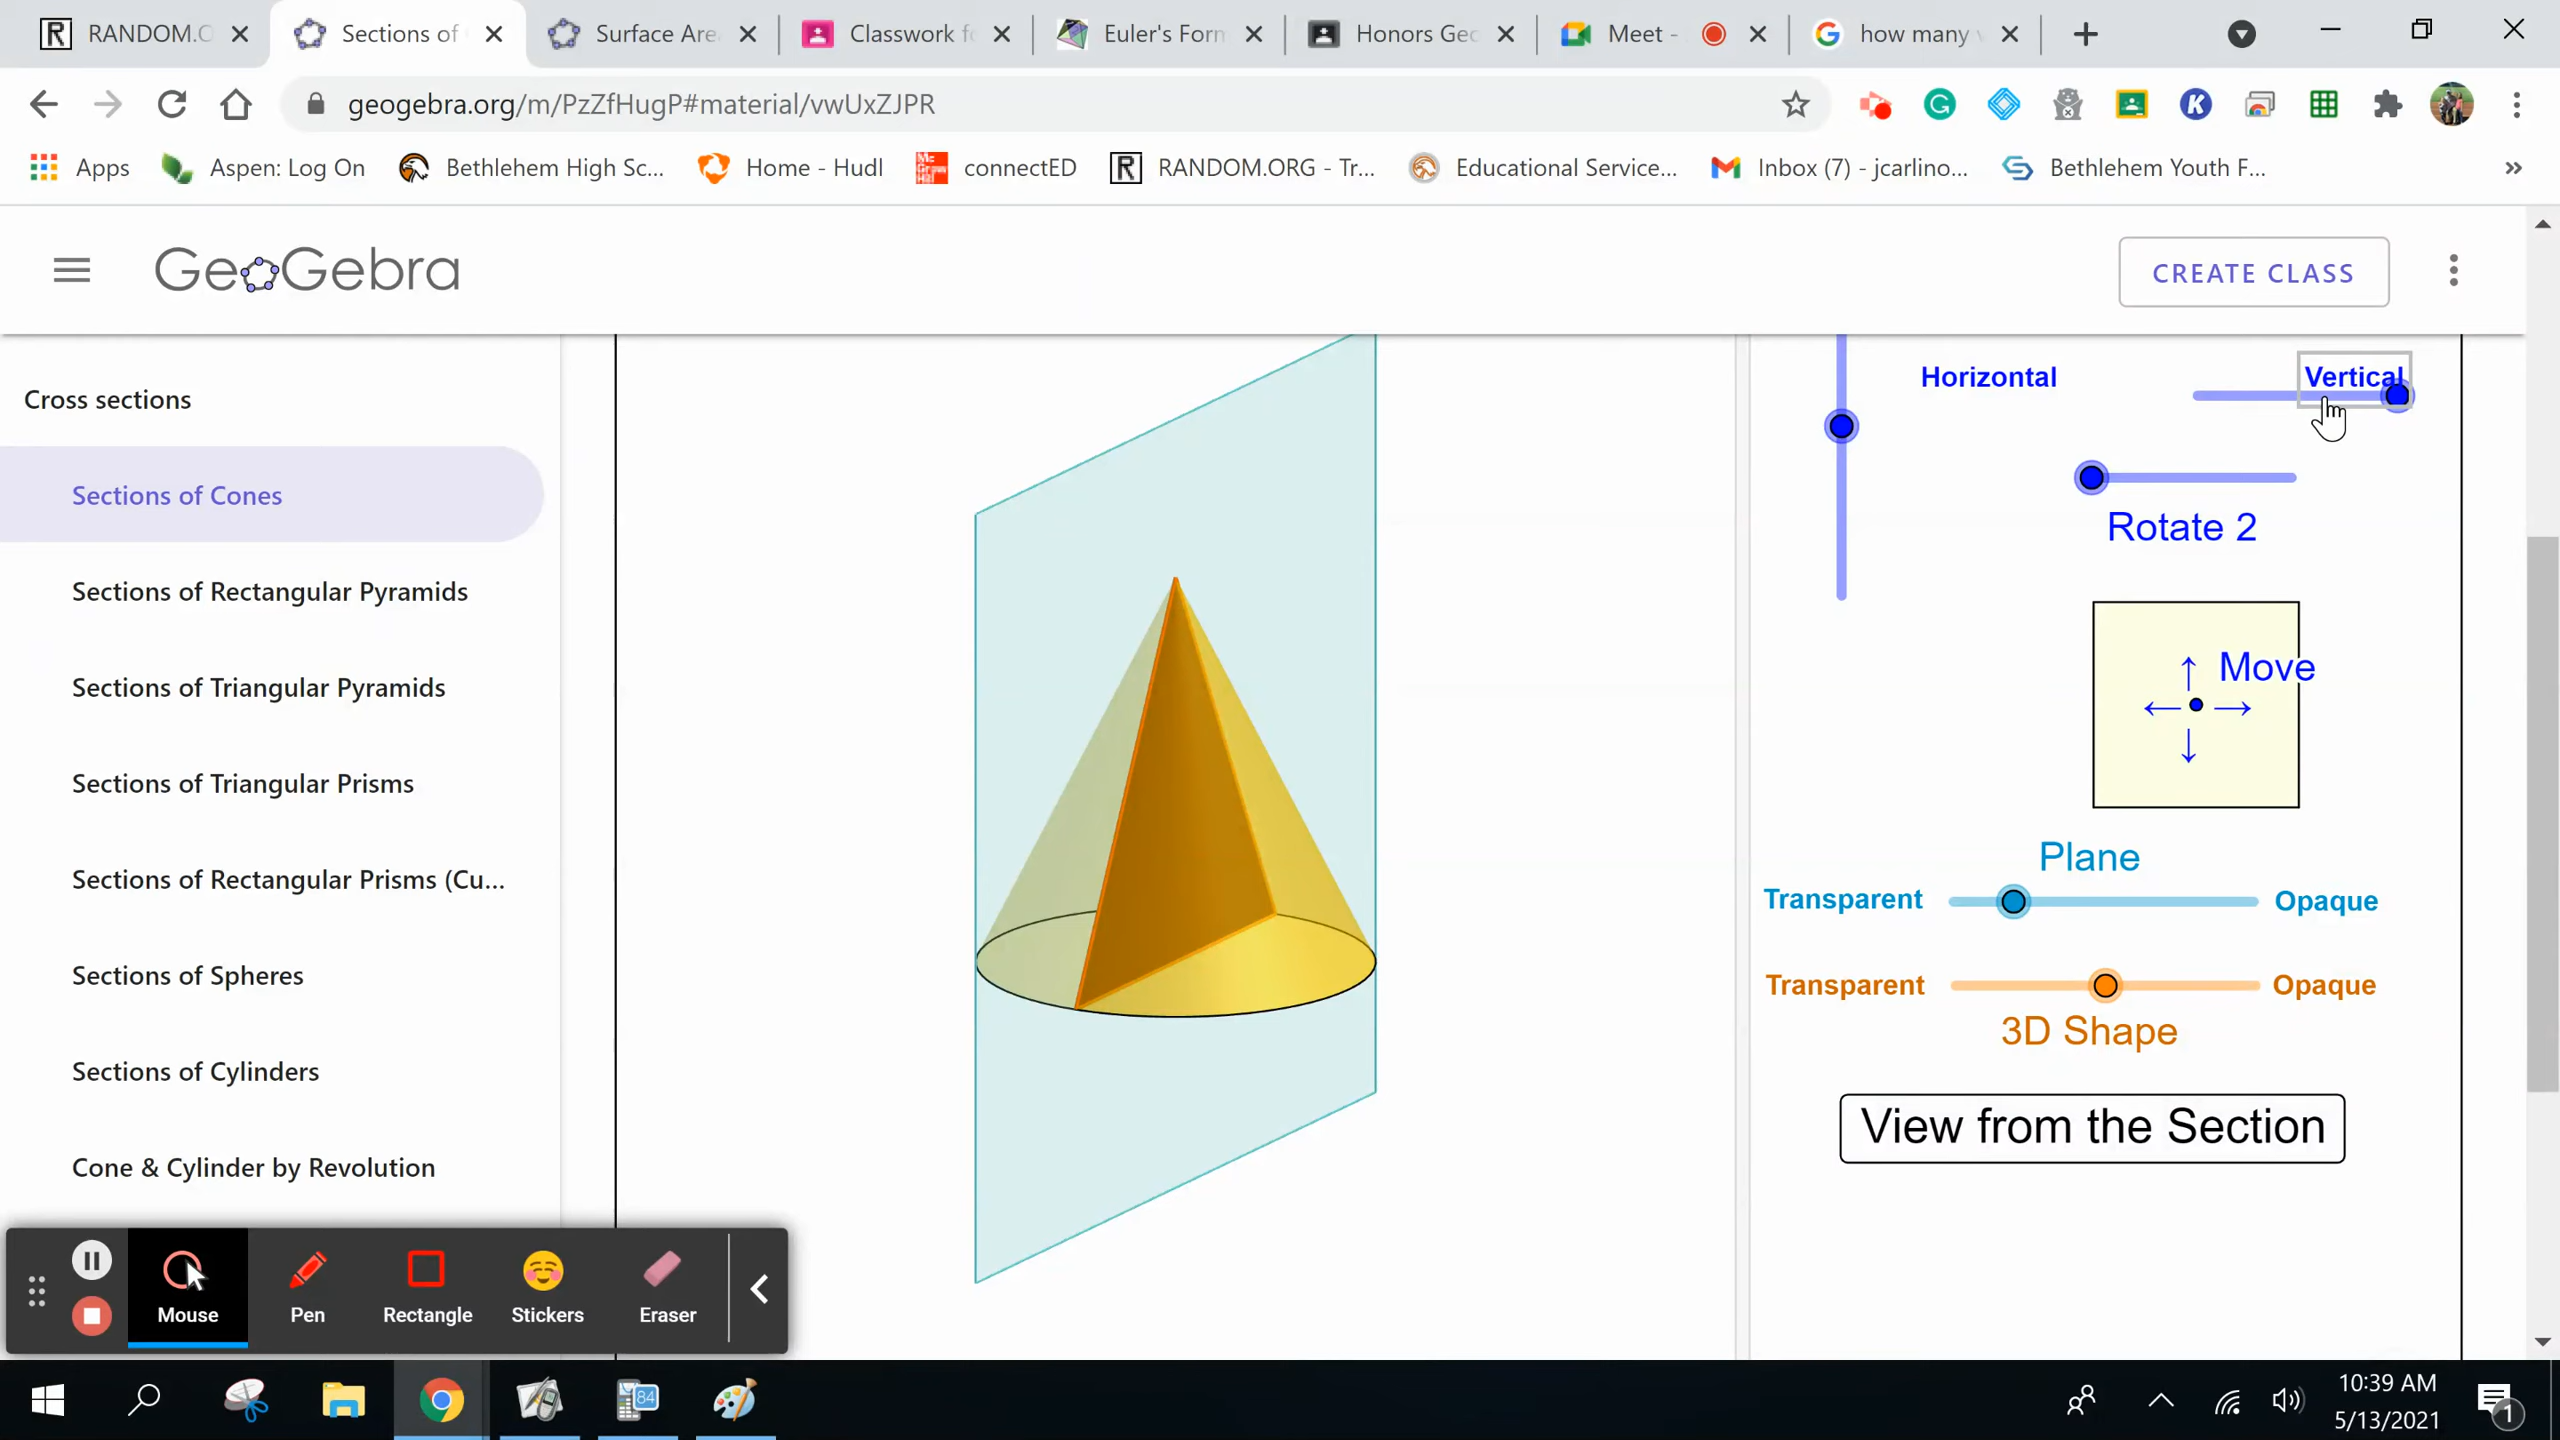 RANDOM.O
Sections of
Surface Are
Classwork fo
Euler's Form
Honors Geo
Meet -
how many v
geogebra.org/m/PzZfHugP#material/vwUxZJPR
Apps
Aspen: Log On
Bethlehem High Sc...
Home - Hudl
connectED
RANDOM.ORG - Tr...
Educational Service...
Inbox (7) - jcarlino...
Bethlehem Youth F...
»
GeoGebra
CREATE CLASS
Cross sections
Sections of Cones
Sections of Rectangular Pyramids
Sections of Triangular Pyramids
Sections of Triangular Prisms
Sections of Rectangular Prisms (Cu...
Sections of Spheres
Sections of Cylinders
Cone & Cylinder by Revolution
Horizontal
Vertical
Rotate 2
Move
Plane
Transparent
Opaque
Transparent
Opaque
3D Shape
View from the Section
Mouse
Pen
Rectangle
Stickers
Eraser
84
10:39 AM
5/13/2021
1